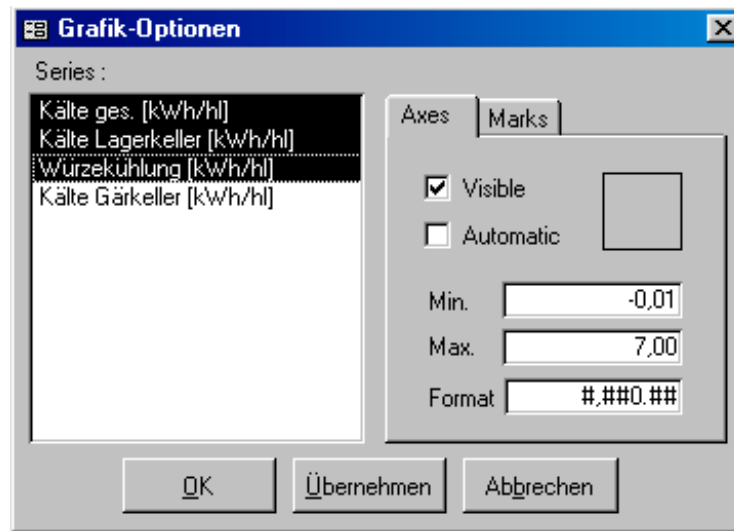 Grafik-Optionen
Series :
Kälte ges. [kWh/hl]
Kälte Lagerkeller [kWh/hl]
Würzekühlung [kWh/hl]
Kälte Gärkeller [kWh/hl]
Axes
Marks
Visible
Automatic
Min. -0,01
Max. 7,00
Format #,##0.##
OK
Übernehmen
Abbrechen